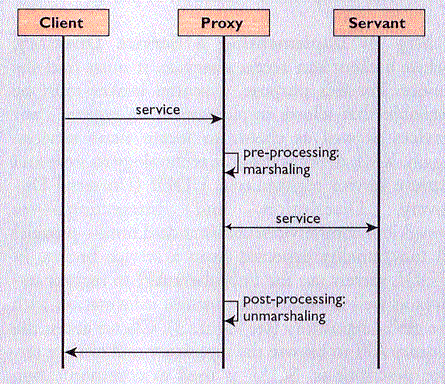 Client
Proxy
Servant
service
pre-processing:
marshaling
service
post-processing:
unmarshaling